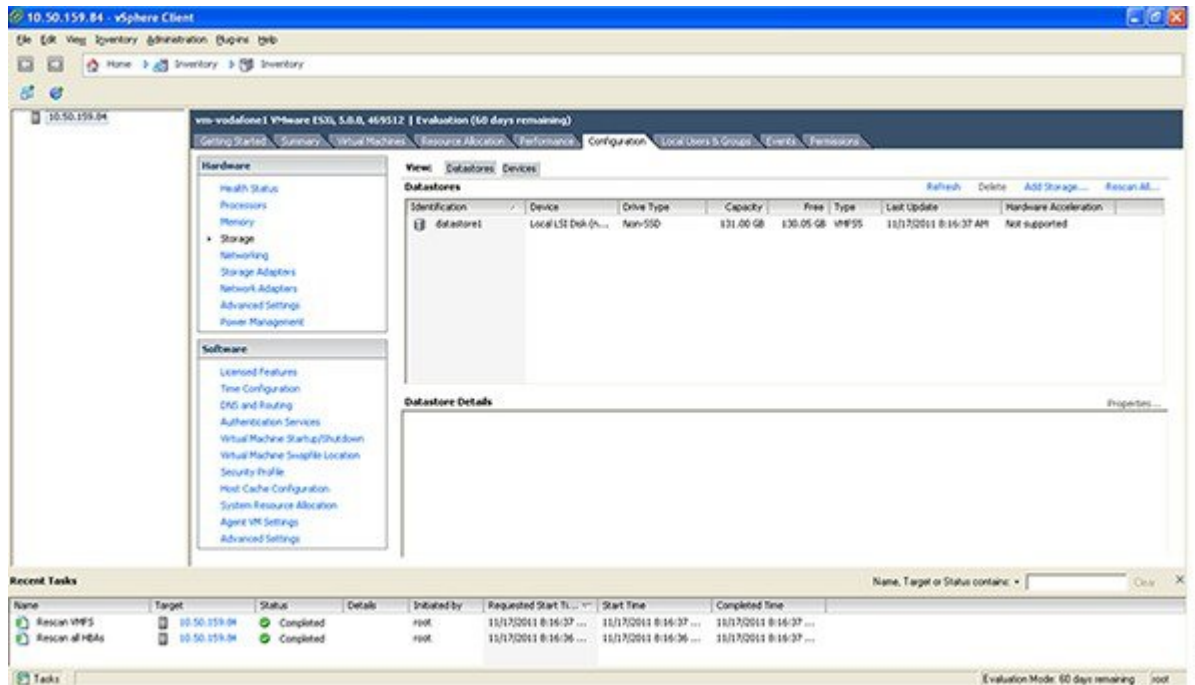 10.50.159.84 - vSphere Client
File Edit View Inventory Administration Plug-ins Help
Home Inventory Inventory
10.50.159.84
vm-vodafone1 VMware ESXi, 5.0.0, 469512 | Evaluation (60 days remaining)
Getting Started Summary Virtual Machines Resource Allocation Performance Configuration Local Users & Groups Events Permissions
Hardware
Health Status
Processors
Memory
Storage
Networking
Storage Adapters
Network Adapters
Advanced Settings
Power Management
Software
Licensed Features
Time Configuration
DNS and Routing
Authentication Services
Virtual Machine Startup/Shutdown
Virtual Machine Swapfile Location
Security Profile
Host Cache Configuration
System Resource Allocation
Agent VM Settings
Advanced Settings
View: Datastores Devices
Datastores Refresh Delete Add Storage... Rescan All...
Identification Device Drive Type Capacity Free Type Last Update Hardware Acceleration
datastore1 Local LSI Disk (n... Non-SSD 131.00 GB 130.05 GB VMFS5 11/17/2011 8:16:37 AM Not supported
Datastore Details Properties...
Recent Tasks Name, Target or Status contains: Clear X
Name Target Status Details Initiated by Requested Start Ti... Start Time Completed Time
Rescan VMFS 10.50.159.84 Completed root 11/17/2011 8:16:37 ... 11/17/2011 8:16:37 ... 11/17/2011 8:16:37 ...
Rescan all HBAs 10.50.159.84 Completed root 11/17/2011 8:16:36 ... 11/17/2011 8:16:36 ... 11/17/2011 8:16:37 ...
Tasks Evaluation Mode: 60 days remaining root